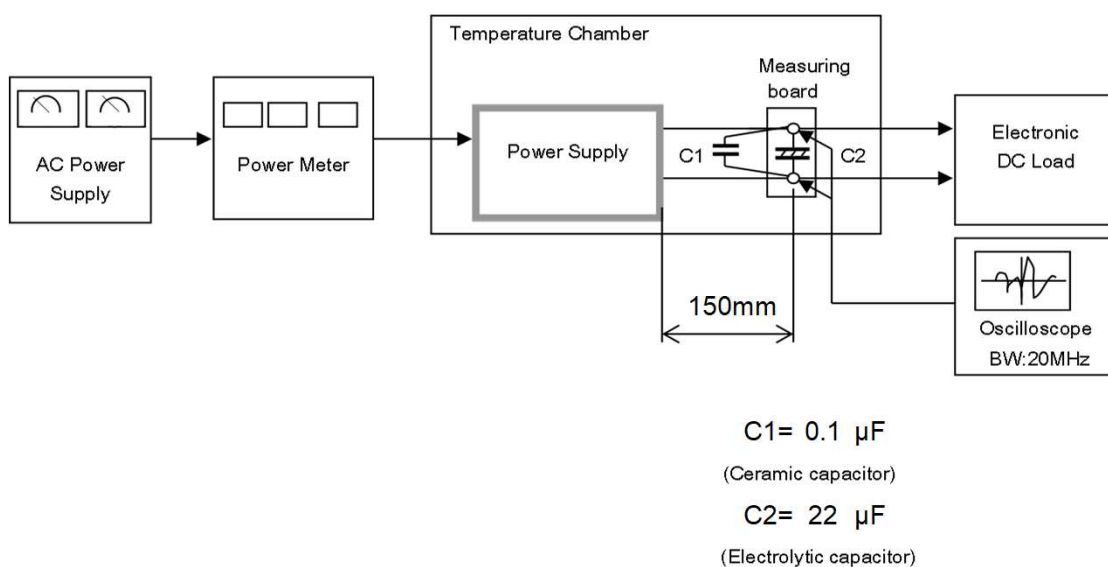 Temperature Chamber
Measuring
board
AC Power
Supply
Power Meter
Power Supply
C1
C2
Electronic
DC Load
150mm
Oscilloscope
BW:20MHz
C1= 0.1 μF
(Ceramic capacitor)
C2= 22 μF
(Electrolytic capacitor)